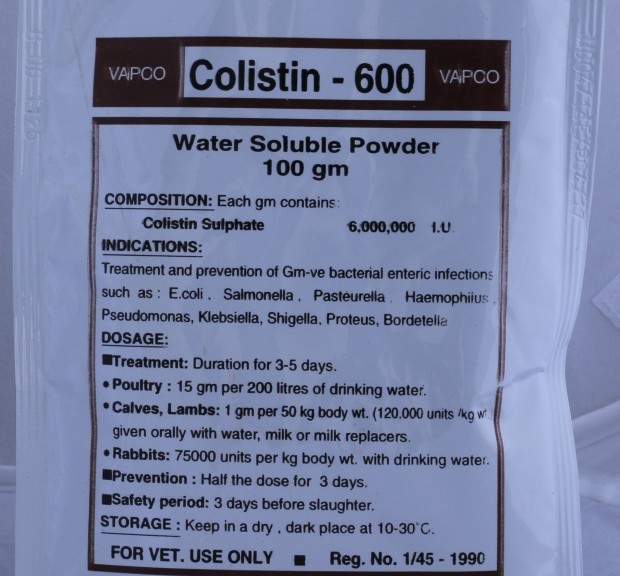 VAPCO Colistin - 600 VAPCO
Water Soluble Powder
100 gm
COMPOSITION: Each gm contains:
Colistin Sulphate 6,000,000 I.U.
INDICATIONS:
Treatment and prevention of Gm-ve bacterial enteric infections
such as : E.coli , Salmonella , Pasteurella , Haemophilus ,
Pseudomonas, Klebsiella, Shigella, Proteus, Bordetella
DOSAGE:
■Treatment: Duration for 3-5 days.
• Poultry : 15 gm per 200 litres of drinking water.
• Calves, Lambs: 1 gm per 50 kg body wt. (120,000 units /kg wt.
given orally with water, milk or milk replacers.
• Rabbits: 75000 units per kg body wt. with drinking water.
■Prevention : Half the dose for 3 days.
■Safety period: 3 days before slaughter.
STORAGE : Keep in a dry , dark place at 10-30°C.
FOR VET. USE ONLY ■ Reg. No. 1/45 - 1990